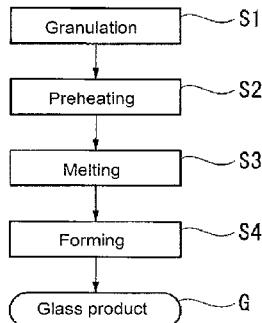 Granulation S1
Preheating S2
Melting S3
Forming S4
Glass product G